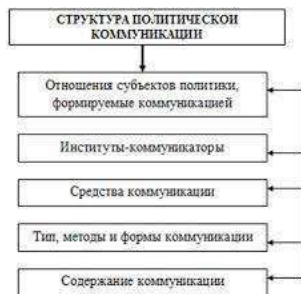 СТРУКТУРА ПОЛИТИЧЕСКОЙ
КОММУНИКАЦИИ
Отношения субъектов политики,
формируемые коммуникацией
Институты-коммуникаторы
Средства коммуникации
Тип, методы и формы коммуникации
Содержание коммуникации